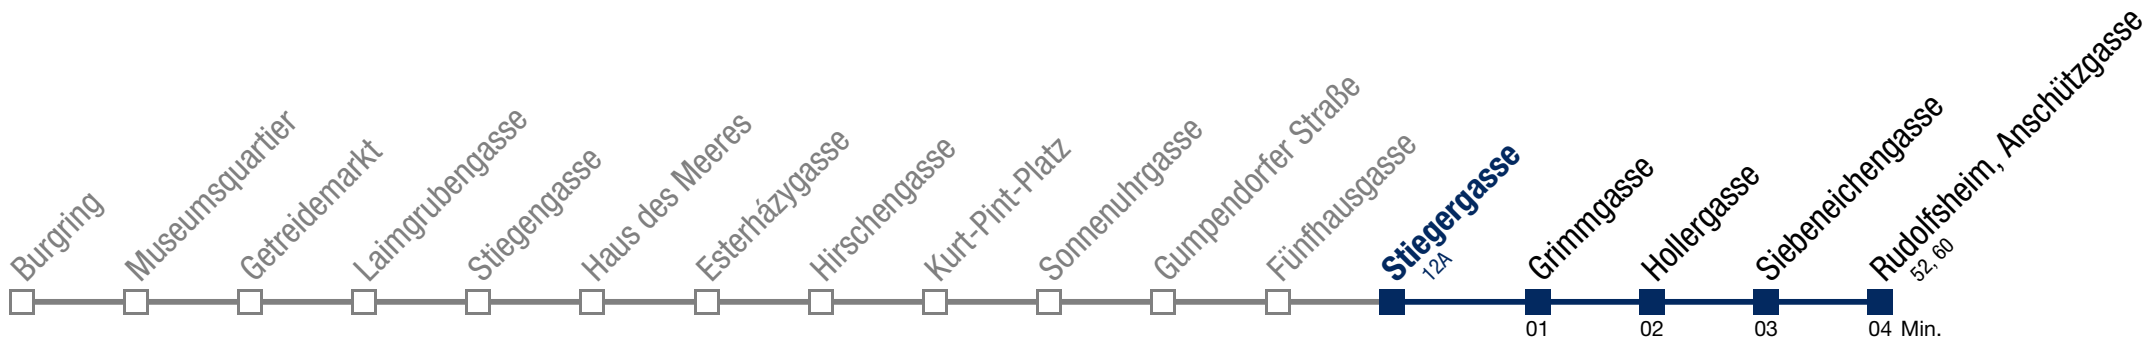 Burgring
Museumsquartier
Getreidemarkt
Laimgrubengasse
Stiegengasse
Haus des Meeres
Esterházygasse
Hirschengasse
Kurt-Pint-Platz
Sonnenuhrgasse
Gumpendorfer Straße
Fünfhausgasse
Stiegergasse
12A
Grimmgasse
Hollergasse
Siebeneichengasse
Rudolfsheim, Anschützgasse
52, 60
01 02 03 04 Min.